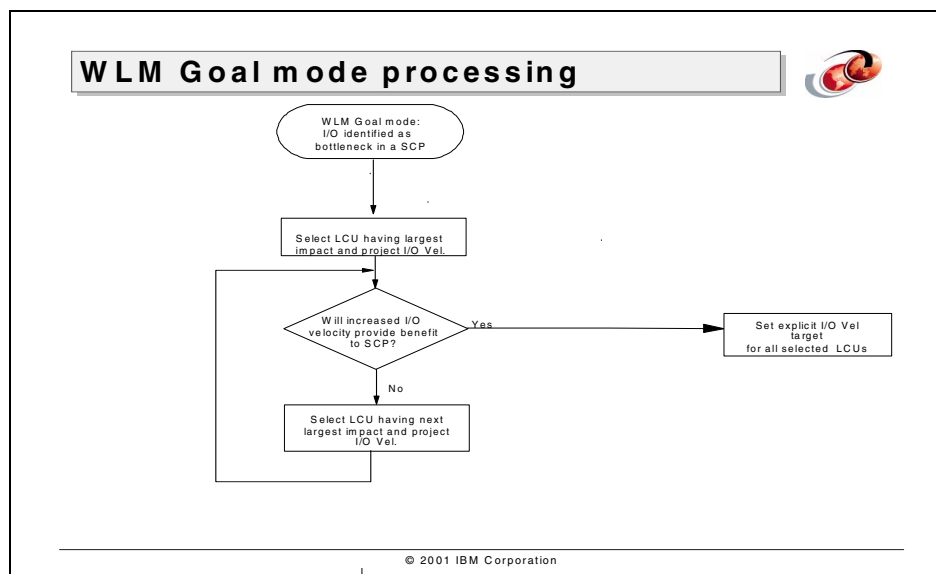 WLM Goal mode processing
WLM Goal mode:
I/O identified as
bottleneck in a SCP
Select LCU having largest
impact and project I/O Vel.
Will increased I/O
velocity provide benefit
to SCP?
Yes
Set explicit I/O Vel
target
for all selected LCUs
No
Select LCU having next
largest impact and project
I/O Vel.
© 2001 IBM Corporation